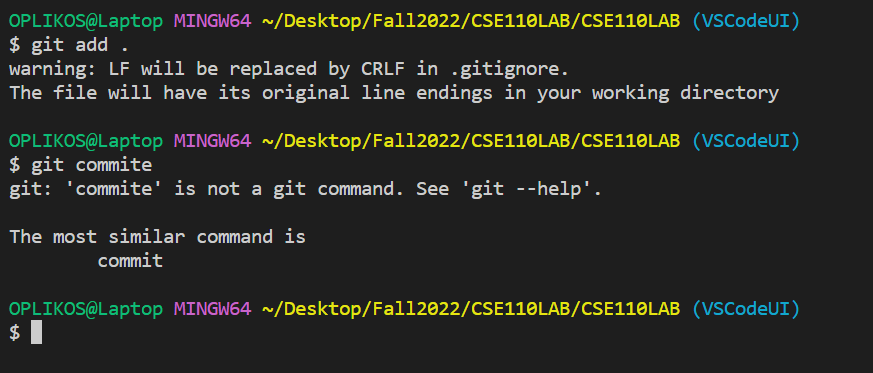 OPLIKOS@Laptop MINGW64 ~/Desktop/Fall2022/CSE110LAB/CSE110LAB (VSCodeUI)
$ git add .
warning: LF will be replaced by CRLF in .gitignore.
The file will have its original line endings in your working directory
OPLIKOS@Laptop MINGW64 ~/Desktop/Fall2022/CSE110LAB/CSE110LAB (VSCodeUI)
$ git commite
git: 'commite' is not a git command. See 'git --help'.
The most similar command is
commit
OPLIKOS@Laptop MINGW64 ~/Desktop/Fall2022/CSE110LAB/CSE110LAB (VSCodeUI)
$